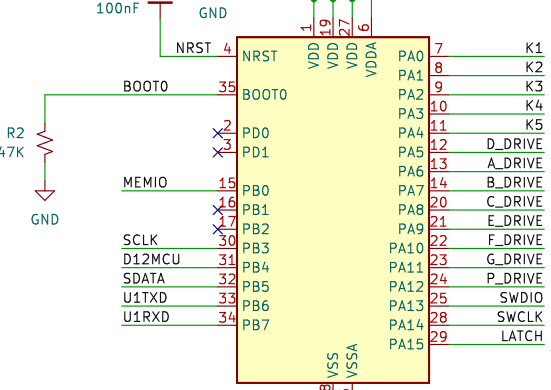 100nF
GND
1 19 27 6
VDD VDD VDD VDDA
NRST 4 NRST
BOOT0 35 BOOT0
R2
47K
GND
2 PD0
3 PD1
MEMIO 15 PB0
16 PB1
17 PB2
SCLK 30 PB3
D12MCU 31 PB4
SDATA 32 PB5
U1TXD 33 PB6
U1RXD 34 PB7
PA0 7 K1
PA1 8 K2
PA2 9 K3
PA3 10 K4
PA4 11 K5
PA5 12 D_DRIVE
PA6 13 A_DRIVE
PA7 14 B_DRIVE
PA8 20 C_DRIVE
PA9 21 E_DRIVE
PA10 22 F_DRIVE
PA11 23 G_DRIVE
PA12 24 P_DRIVE
PA13 25 SWDIO
PA14 28 SWCLK
PA15 29 LATCH
VSS VSSA